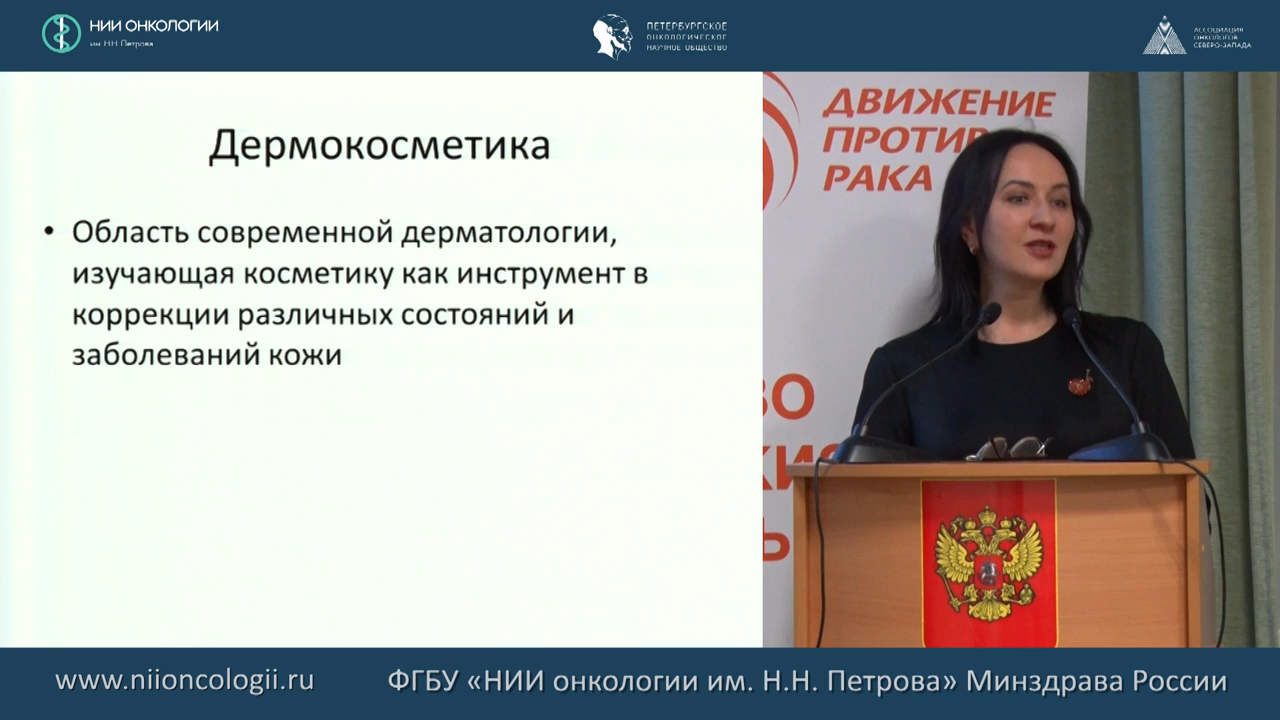 НИИ ОНКОЛОГИИ
им. Н.Н. Петрова
ПЕТЕРБУРГСКОЕ
ОНКОЛОГИЧЕСКОЕ
НАУЧНОЕ ОБЩЕСТВО
АССОЦИАЦИЯ
ОНКОЛОГОВ
СЕВЕРО-ЗАПАДА
Дермокосметика
• Область современной дерматологии,
изучающая косметику как инструмент в
коррекции различных состояний и
заболеваний кожи
ДВИЖЕНИЕ
ПРОТИВ
РАКА
www.niioncologii.ru
ФГБУ «НИИ онкологии им. Н.Н. Петрова» Минздрава России